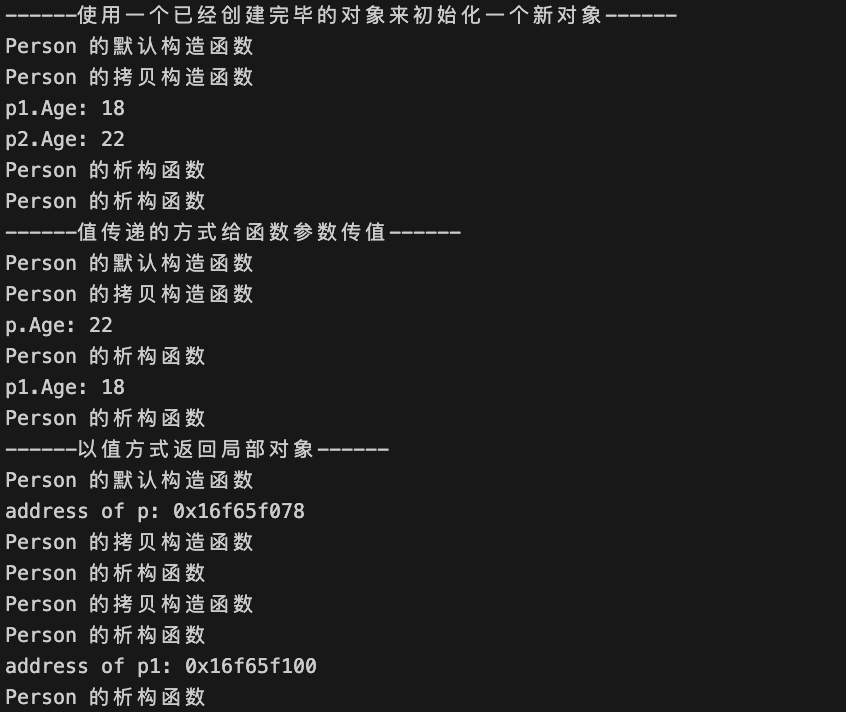 ------使用一个已经创建完毕的对象来初始化一个新对象------
Person 的默认构造函数
Person 的拷贝构造函数
p1.Age: 18
p2.Age: 22
Person 的析构函数
Person 的析构函数
------值传递的方式给函数参数传值------
Person 的默认构造函数
Person 的拷贝构造函数
p.Age: 22
Person 的析构函数
p1.Age: 18
Person 的析构函数
------以值方式返回局部对象------
Person 的默认构造函数
address of p: 0x16f65f078
Person 的拷贝构造函数
Person 的析构函数
Person 的拷贝构造函数
Person 的析构函数
address of p1: 0x16f65f100
Person 的析构函数